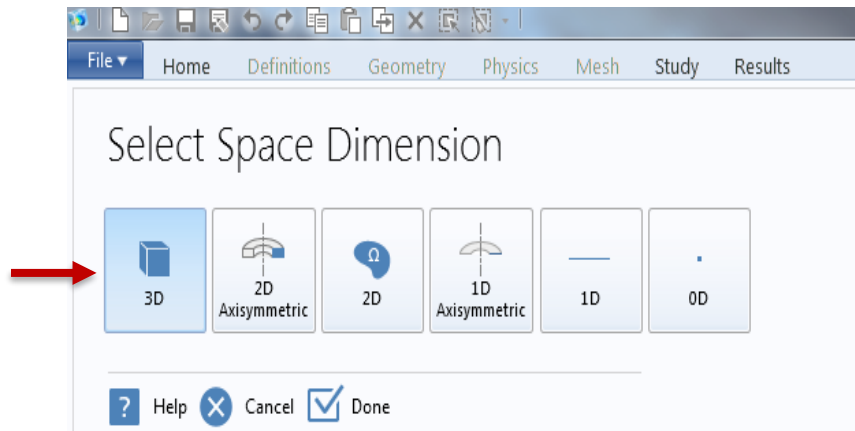 File Home Definitions Geometry Physics Mesh Study Results
Select Space Dimension
Ω
3D
2D
Axisymmetric
2D
1D
Axisymmetric
1D
0D
? Help Cancel Done